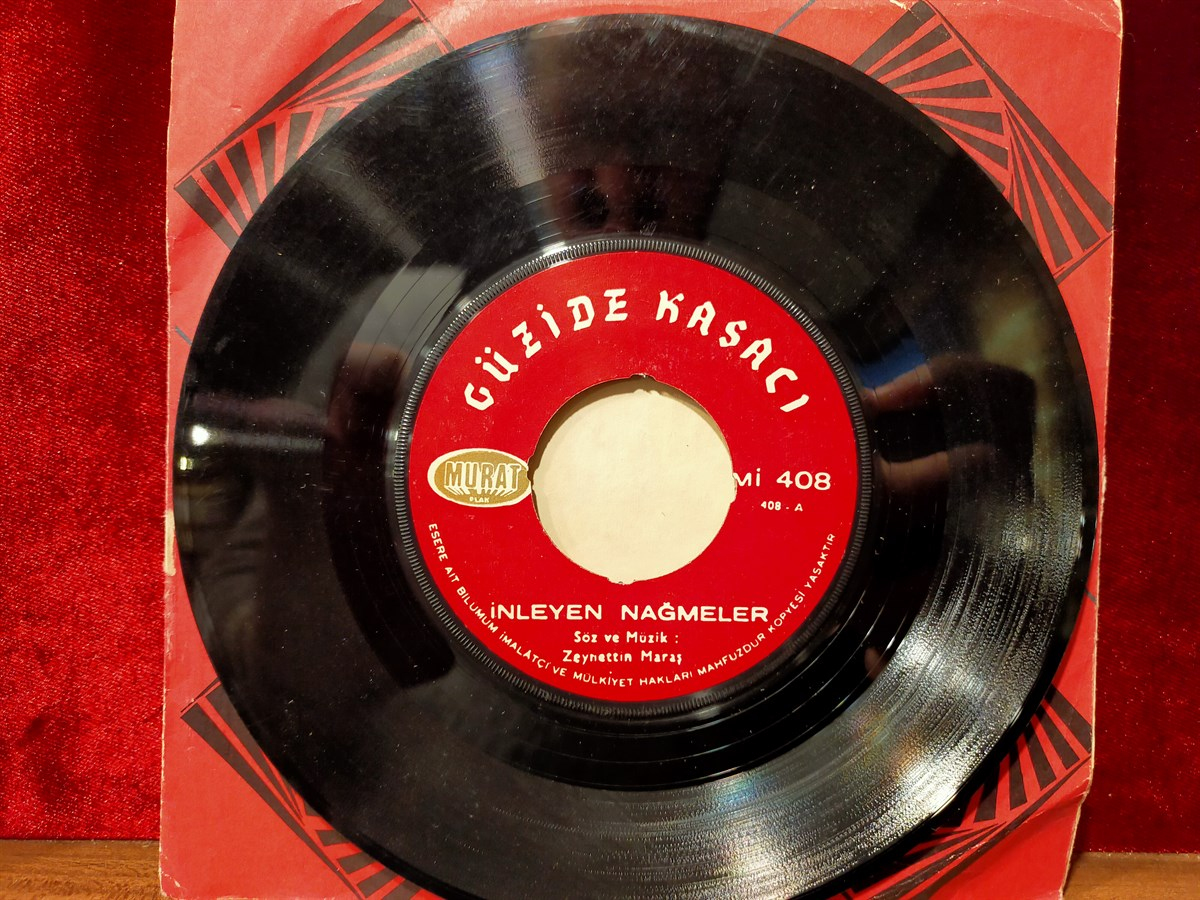 GÜZİDE KASACI
MURAT
PLAK
Mİ 408
408 - A
İNLEYEN NAĞMELER
Söz ve Müzik :
Zeynettin Maraş
ESERE AİT BİLUMUM İMALÂTÇI VE MÜLKİYET HAKLARI MAHFUZDUR KOPYESİ YASAKTIR